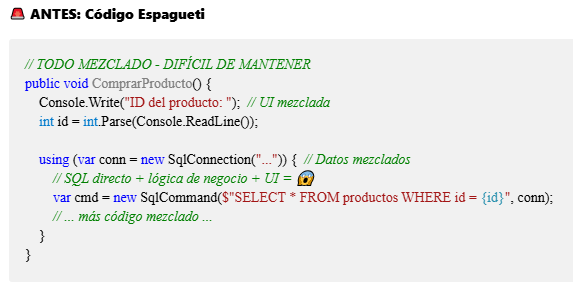 🚨 ANTES: Código Espagueti
// TODO MEZCLADO - DIFÍCIL DE MANTENER
public void ComprarProducto() {
    Console.Write("ID del producto: ");  // UI mezclada
    int id = int.Parse(Console.ReadLine());

    using (var conn = new SqlConnection("...")) {  // Datos mezclados
        // SQL directo + lógica de negocio + UI = 😱
        var cmd = new SqlCommand($"SELECT * FROM productos WHERE id = {id}", conn);
        // ... más código mezclado ...
    }
}